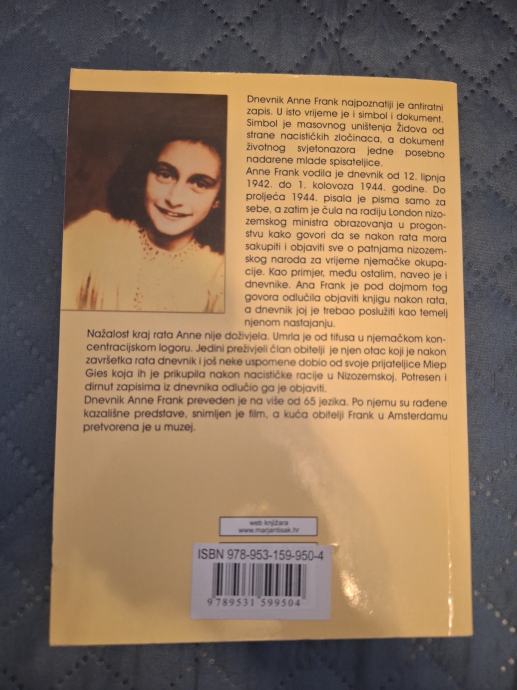 Dnevnik Anne Frank najpoznatiji je antiratni
zapis. U isto vrijeme je i simbol i dokument.
Simbol je masovnog uništenja Židova od
strane nacističkih zločinaca, a dokument
životnog svjetonazora jedne posebno
nadarene mlade spisateljice.
Anne Frank vodila je dnevnik od 12. lipnja
1942. do 1. kolovoza 1944. godine. Do
proljeća 1944. pisala je pisma samo za
sebe, a zatim je čula na radiju London nizo-
zemskog ministra obrazovanja u progon-
stvu kako govori da se nakon rata mora
sakupiti i objaviti sve o patnjama nizozem-
skog naroda za vrijeme njemačke okupa-
cije. Kao primjer, među ostalim, naveo je i
dnevnike. Ana Frank je pod dojmom tog
govora odlučila objaviti knjigu nakon rata,
a dnevnik joj je trebao poslužiti kao temelj
njenom nastajanju.
Nažalost kraj rata Anne nije doživjela. Umrla je od tifusa u njemačkom kon-
centracijskom logoru. Jedini preživjeli član obitelji je njen otac koji je nakon
završetka rata dnevnik i još neke uspomene dobio od svoje prijateljice Miep
Gies koja ih je prikupila nakon nacističke racije u Nizozemskoj. Potresen i
dirnut zapisima iz dnevnika odlučio ga je objaviti.
Dnevnik Anne Frank preveden je na više od 65 jezika. Po njemu su rađene
kazališne predstave, snimljen je film, a kuća obitelji Frank u Amsterdamu
pretvorena je u muzej.
web knjižara
www.marjantisak.hr
ISBN 978-953-159-950-4
9789531 599504